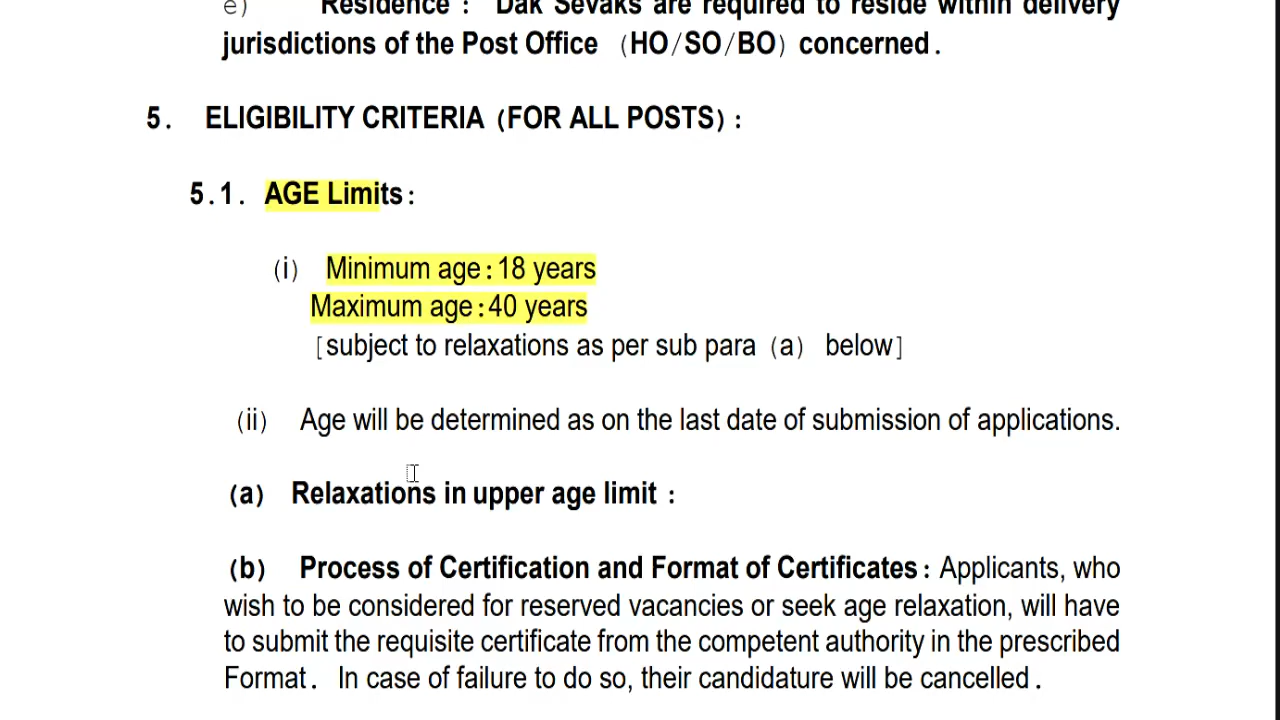 e) Residence : Dak Sevaks are required to reside within delivery
jurisdictions of the Post Office (HO/SO/BO) concerned.
5. ELIGIBILITY CRITERIA (FOR ALL POSTS):
5.1. AGE Limits:
(i) Minimum age:18 years
Maximum age:40 years
[subject to relaxations as per sub para (a) below]
(ii) Age will be determined as on the last date of submission of applications.
(a) Relaxations in upper age limit :
(b) Process of Certification and Format of Certificates: Applicants, who
wish to be considered for reserved vacancies or seek age relaxation, will have
to submit the requisite certificate from the competent authority in the prescribed
Format. In case of failure to do so, their candidature will be cancelled.